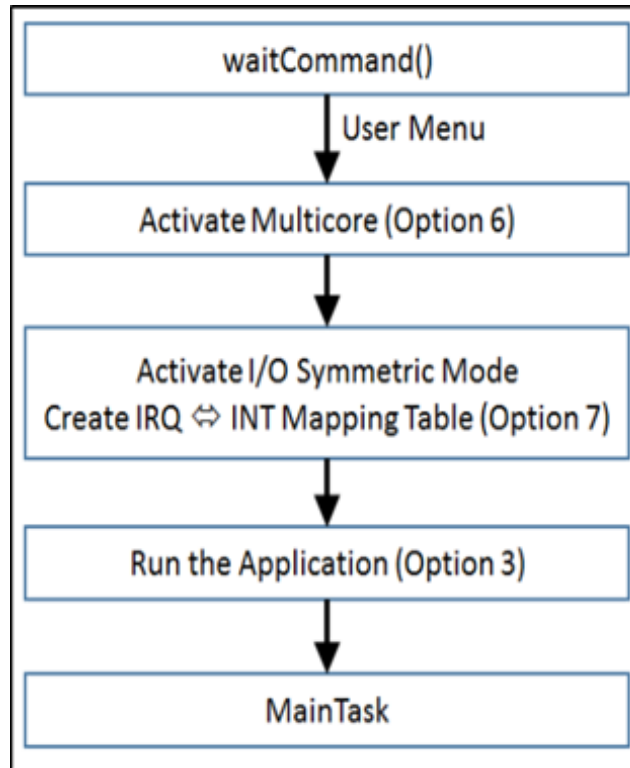 waitCommand()
User Menu
Activate Multicore (Option 6)
Activate I/O Symmetric Mode
Create IRQ ⇔ INT Mapping Table (Option 7)
Run the Application (Option 3)
MainTask